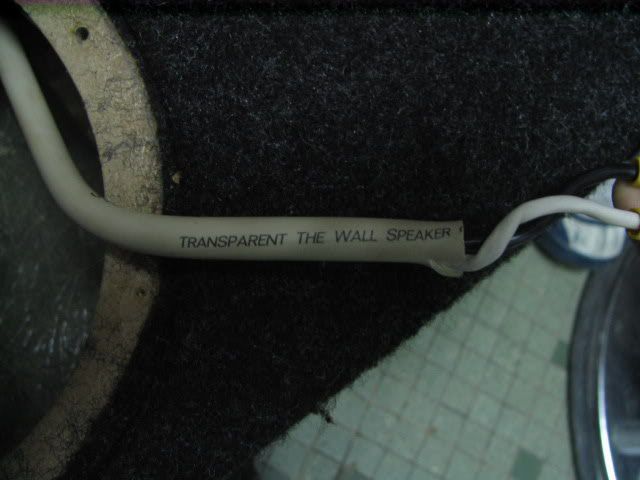 TRANSPARENT THE WALL SPEAKER